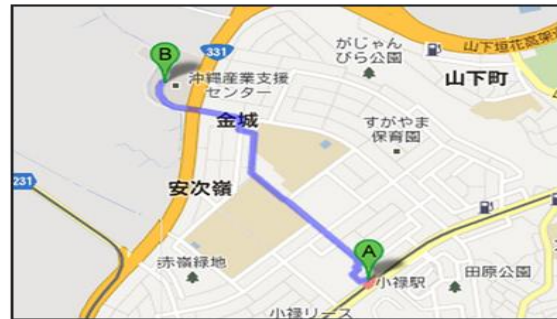 山下垣花高架道
331
がじゃん
びら公園
山下町
B
沖縄産業支援
センター
金城
すがやま
保育園
安次嶺
231
A
赤嶺緑地
小禄駅
田原公園
小禄リース